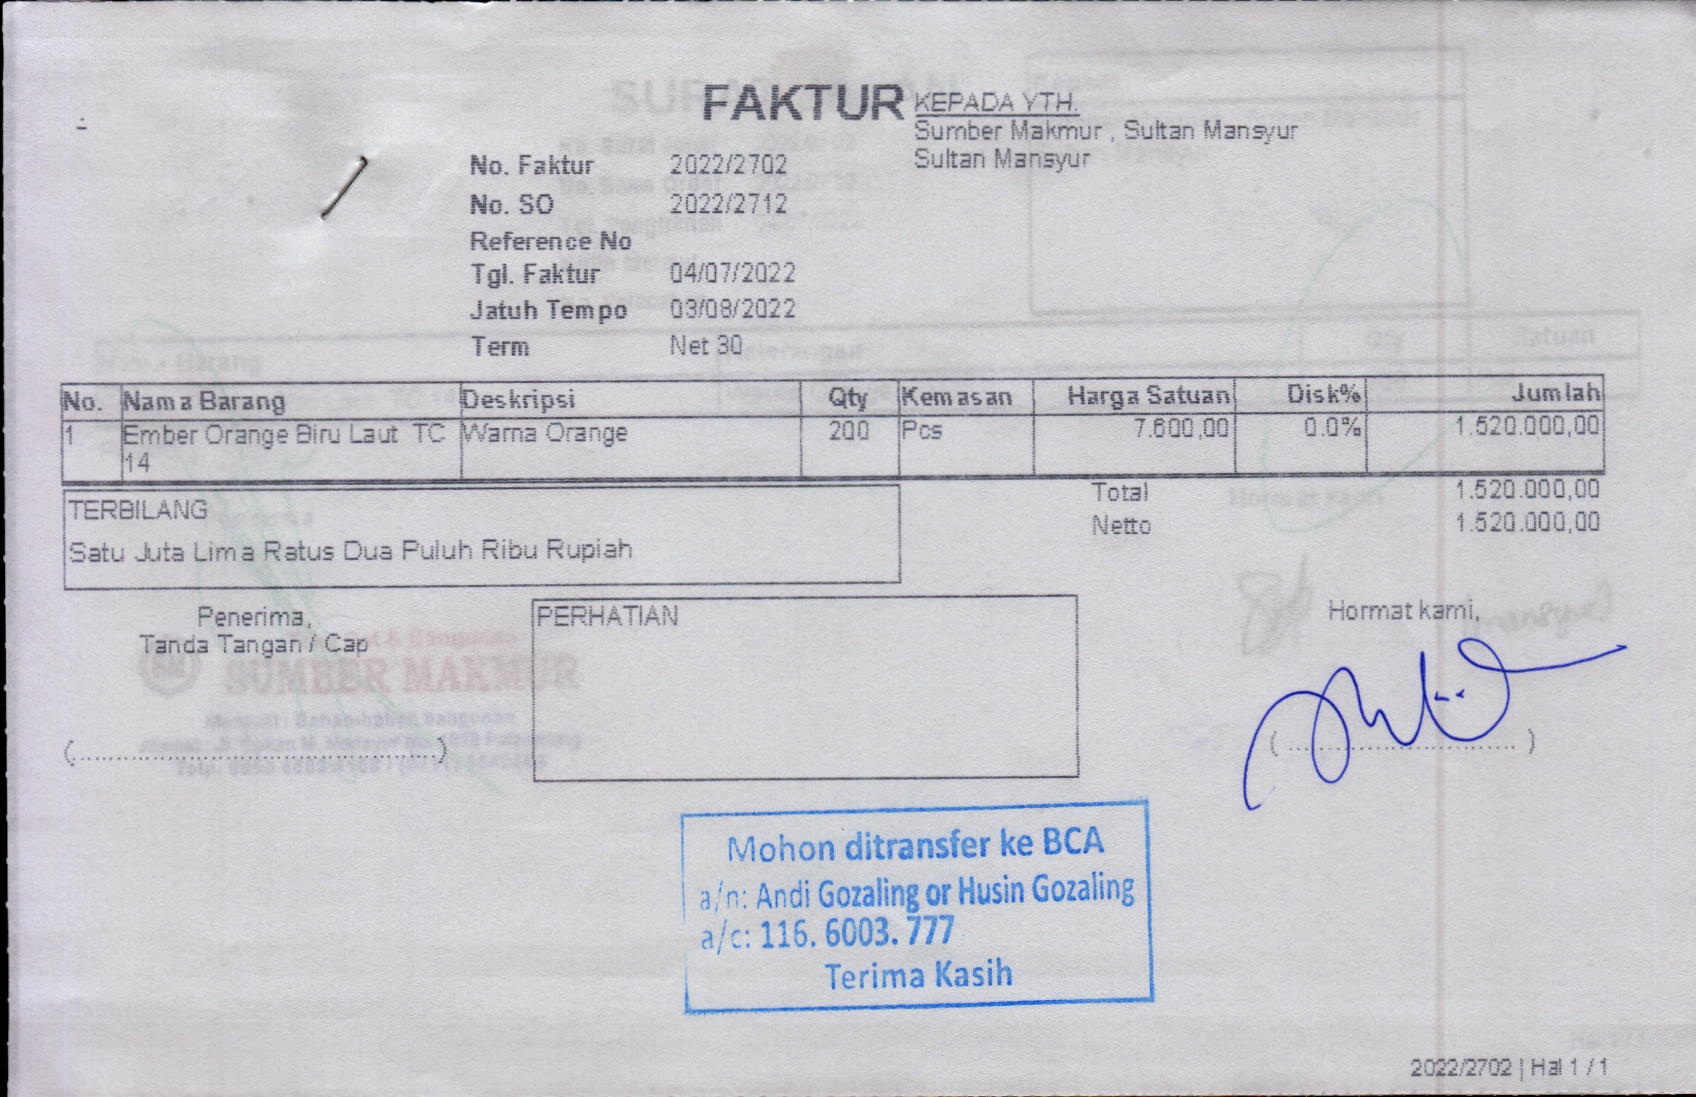 FAKTUR
KEPADA YTH.
Sumber Makmur , Sultan Mansyur
Sultan Mansyur
No. Faktur 2022/2702
No. SO 2022/2712
Reference No
Tgl. Faktur 04/07/2022
Jatuh Tempo 03/08/2022
Term Net 30
No. Nama Barang Deskripsi Qty Kemasan Harga Satuan Disk% Jumlah
1 Ember Orange Biru Laut TC Warna Orange 200 Pcs 7.600,00 0.0% 1.520.000,00
14
Total 1.520.000,00
Netto 1.520.000,00
TERBILANG
Satu Juta Lima Ratus Dua Puluh Ribu Rupiah
Penerima,
Tanda Tangan / Cap
SUMBER MAKMUR
PERHATIAN
Hormat kami,
Mohon ditransfer ke BCA
a/n: Andi Gozaling or Husin Gozaling
a/c: 116. 6003. 777
Terima Kasih
2022/2702 | Hal 1 / 1